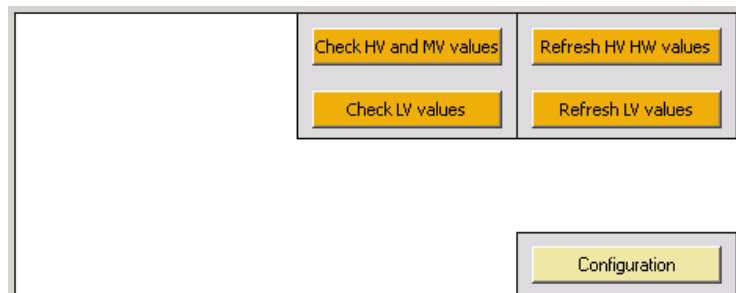 Check HV and MV values
Refresh HV HW values
Check LV values
Refresh LV values
Configuration